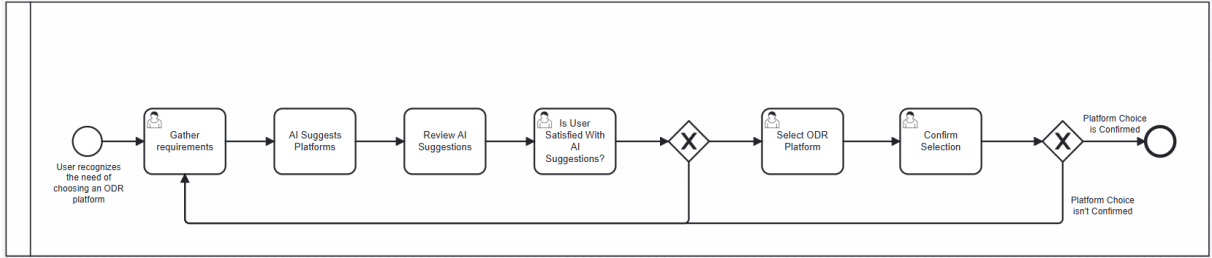 User recognizes
the need of
choosing an ODR
platform
Gather
requirements
AI Suggests
Platforms
Review AI
Suggestions
Is User
Satisfied With
AI
Suggestions?
Select ODR
Platform
Confirm
Selection
Platform Choice
is Confirmed
Platform Choice
isn't Confirmed